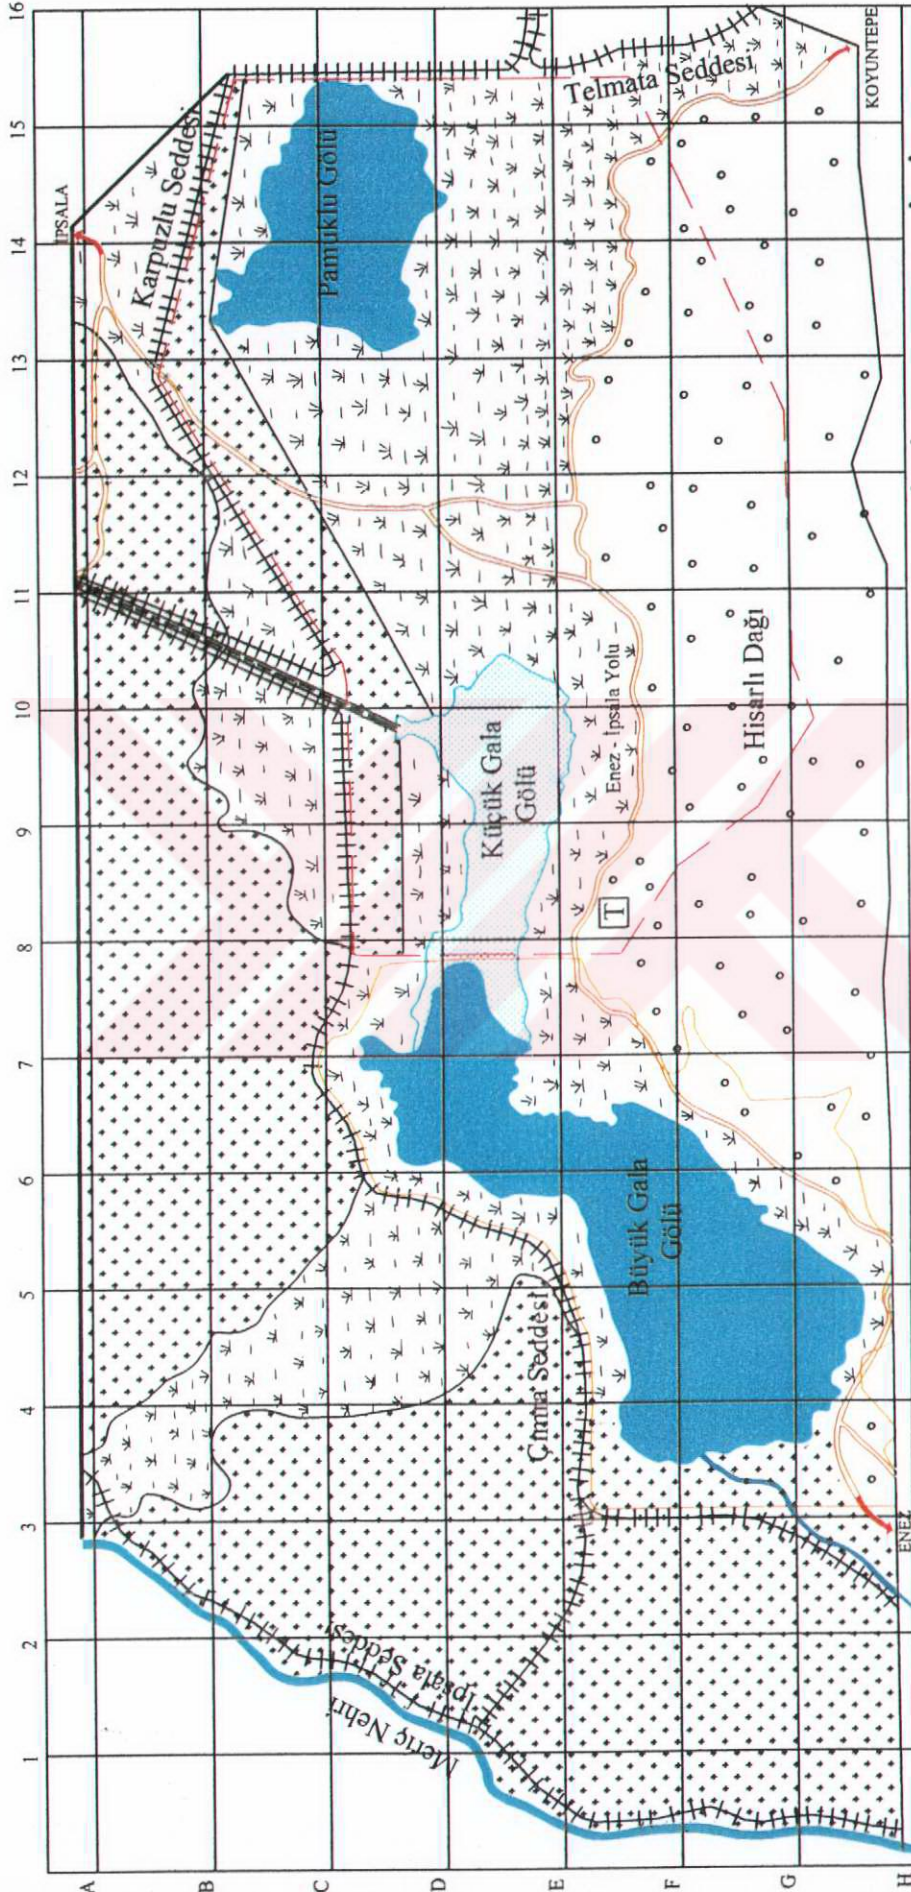 16
15
14
13
12
11
10
9
8
7
6
5
4
3
2
1
A
B
C
D
E
F
G
H
IPSALA
KOYUNTEPE
ENEZ
Karpuzlu Seddesi
Telmata Seddesi
Pamuklu Gölü
Küçük Gala
Gölü
Enez - İpsala Yolu
Hisarlı Dağı
T
Büyük Gala
Gölü
Seddesi
İpsala Seddesi
Meriç Nehri